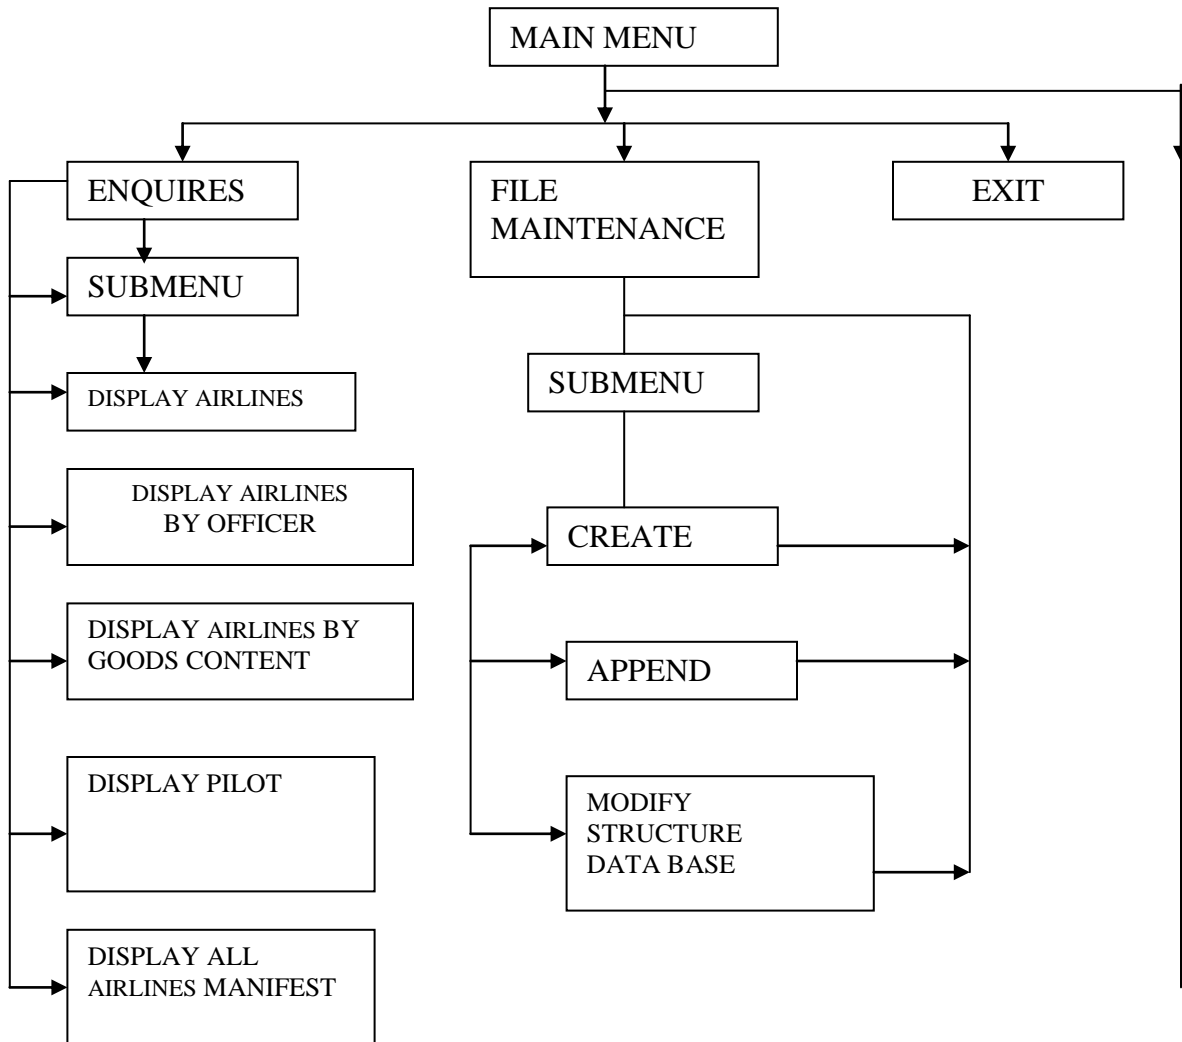 MAIN MENU
ENQUIRES
FILE
MAINTENANCE
EXIT
SUBMENU
SUBMENU
DISPLAY AIRLINES
DISPLAY AIRLINES
BY OFFICER
CREATE
DISPLAY AIRLINES BY
GOODS CONTENT
APPEND
DISPLAY PILOT
MODIFY
STRUCTURE
DATA BASE
DISPLAY ALL
AIRLINES MANIFEST